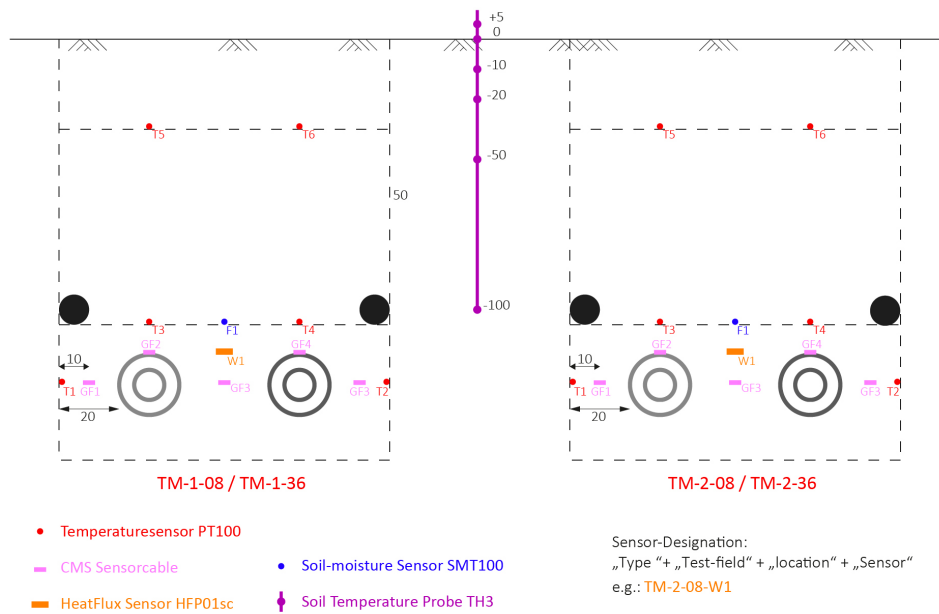 +5
0
-10
-20
-50
-100
T5 T6
T5 T6
50
T3 F1 T4
T3 F1 T4
GF2 GF4
GF2 GF4
10 W1
10 W1
T1 GF1 GF3 GF3 T2
T1 GF1 GF3 GF3 T2
20
20
TM-1-08 / TM-1-36
TM-2-08 / TM-2-36
Temperaturesensor PT100
CMS Sensorcable
HeatFlux Sensor HFP01sc
Soil-moisture Sensor SMT100
Soil Temperature Probe TH3
Sensor-Designation:
„Type “+ „Test-field“ + „location“ + „Sensor“
e.g.: TM-2-08-W1